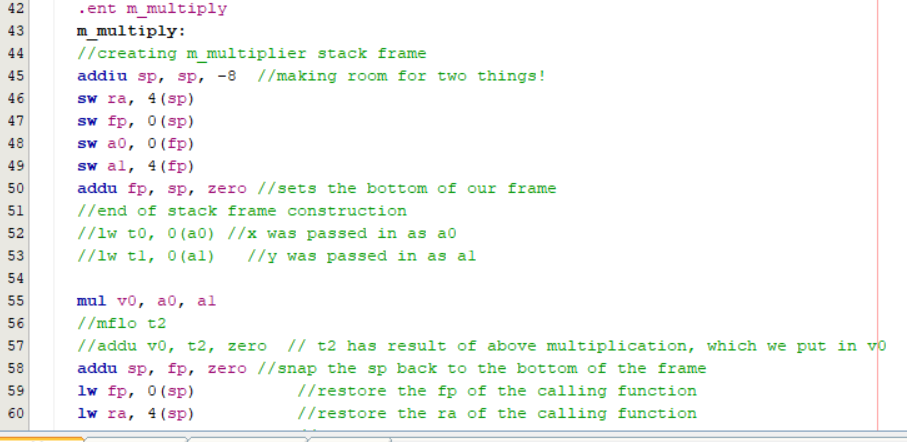 42 .ent m_multiply
43 m_multiply:
44 //creating m_multiplier stack frame
45 addiu sp, sp, -8 //making room for two things!
46 sw ra, 4(sp)
47 sw fp, 0(sp)
48 sw a0, 0(fp)
49 sw a1, 4(fp)
50 addu fp, sp, zero //sets the bottom of our frame
51 //end of stack frame construction
52 //lw t0, 0(a0) //x was passed in as a0
53 //lw t1, 0(a1) //y was passed in as a1
54
55 mul v0, a0, a1
56 //mflo t2
57 //addu v0, t2, zero // t2 has result of above multiplication, which we put in v0
58 addu sp, fp, zero //snap the sp back to the bottom of the frame
59 lw fp, 0(sp) //restore the fp of the calling function
60 lw ra, 4(sp) //restore the ra of the calling function